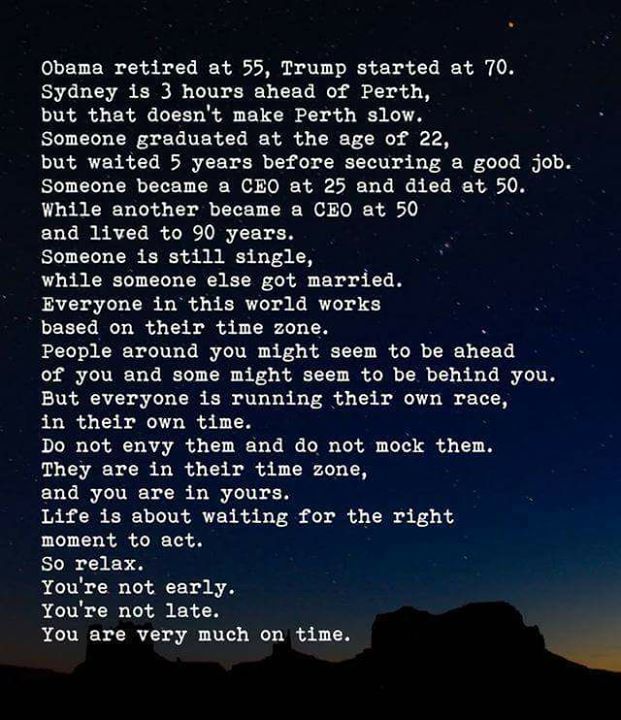 Obama retired at 55, Trump started at 70.
Sydney is 3 hours ahead of Perth,
but that doesn't make Perth slow.
Someone graduated at the age of 22,
but waited 5 years before securing a good job.
Someone became a CEO at 25 and died at 50.
While another became a CEO at 50
and lived to 90 years.
Someone is still single,
while someone else got married.
Everyone in this world works
based on their time zone.
People around you might seem to be ahead
of you and some might seem to be behind you.
But everyone is running their own race,
in their own time.
Do not envy them and do not mock them.
They are in their time zone,
and you are in yours.
Life is about waiting for the right
moment to act.
So relax.
You're not early.
You're not late.
You are very much on time.